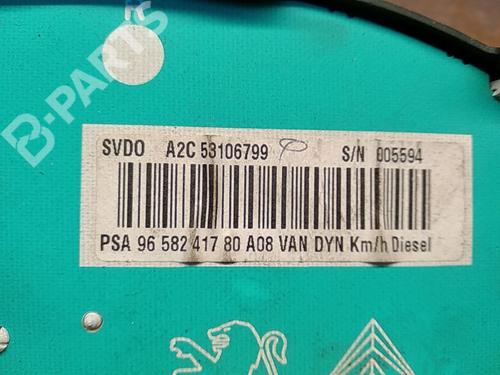 B-PARTS
SVDO A2C 53106799 S/N 005594
PSA 96 582 417 80 A08 VAN DYN Km/h Diesel